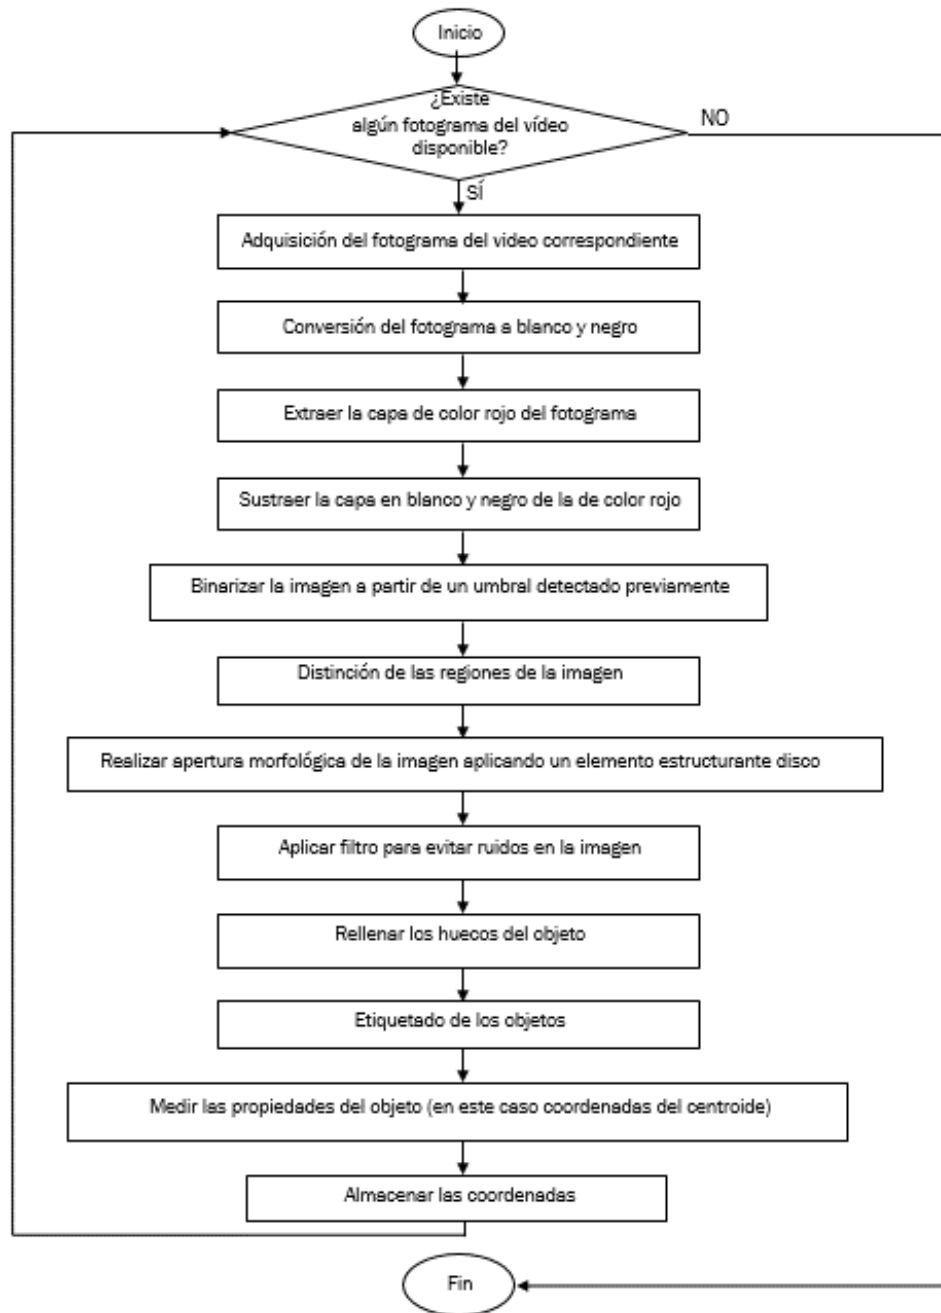 Inicio
¿Existe
algún fotograma del vídeo
disponible?
NO
SÍ
Adquisición del fotograma del video correspondiente
Conversión del fotograma a blanco y negro
Extraer la capa de color rojo del fotograma
Sustraer la capa en blanco y negro de la de color rojo
Binarizar la imagen a partir de un umbral detectado previamente
Distinción de las regiones de la imagen
Realizar apertura morfológica de la imagen aplicando un elemento estructurante disco
Aplicar filtro para evitar ruidos en la imagen
Rellenar los huecos del objeto
Etiquetado de los objetos
Medir las propiedades del objeto (en este caso coordenadas del centroide)
Almacenar las coordenadas
Fin